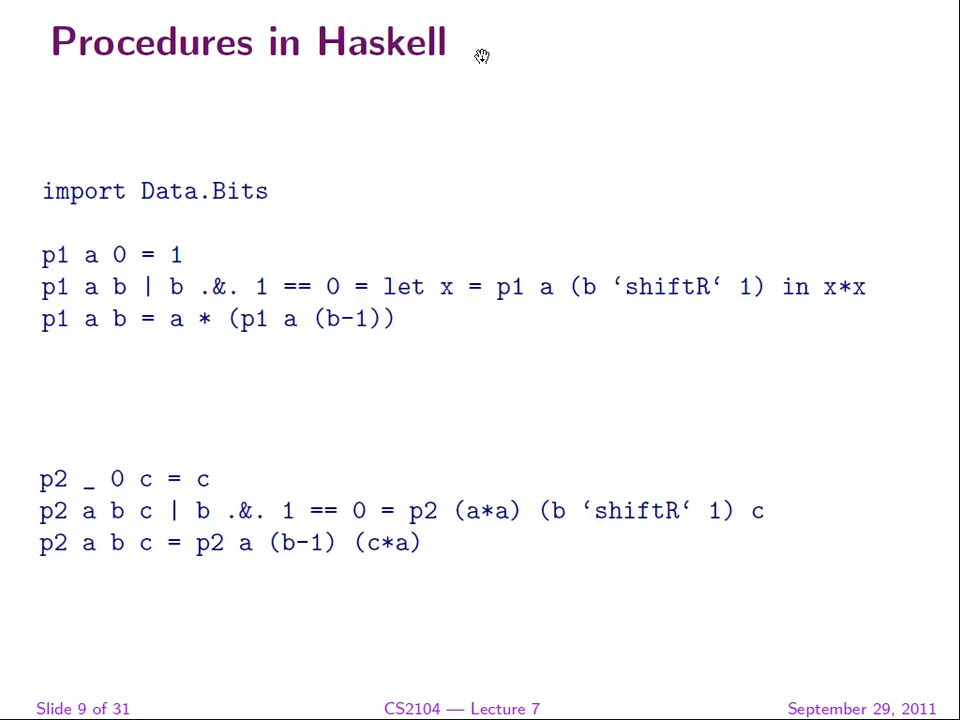 Procedures in Haskell
import Data.Bits
p1 a 0 = 1
p1 a b | b .&. 1 == 0 = let x = p1 a (b ‘shiftR‘ 1) in x*x
p1 a b = a * (p1 a (b-1))
p2 _ 0 c = c
p2 a b c | b .&. 1 == 0 = p2 (a*a) (b ‘shiftR‘ 1) c
p2 a b c = p2 a (b-1) (c*a)
Slide 9 of 31 CS2104 — Lecture 7 September 29, 2011